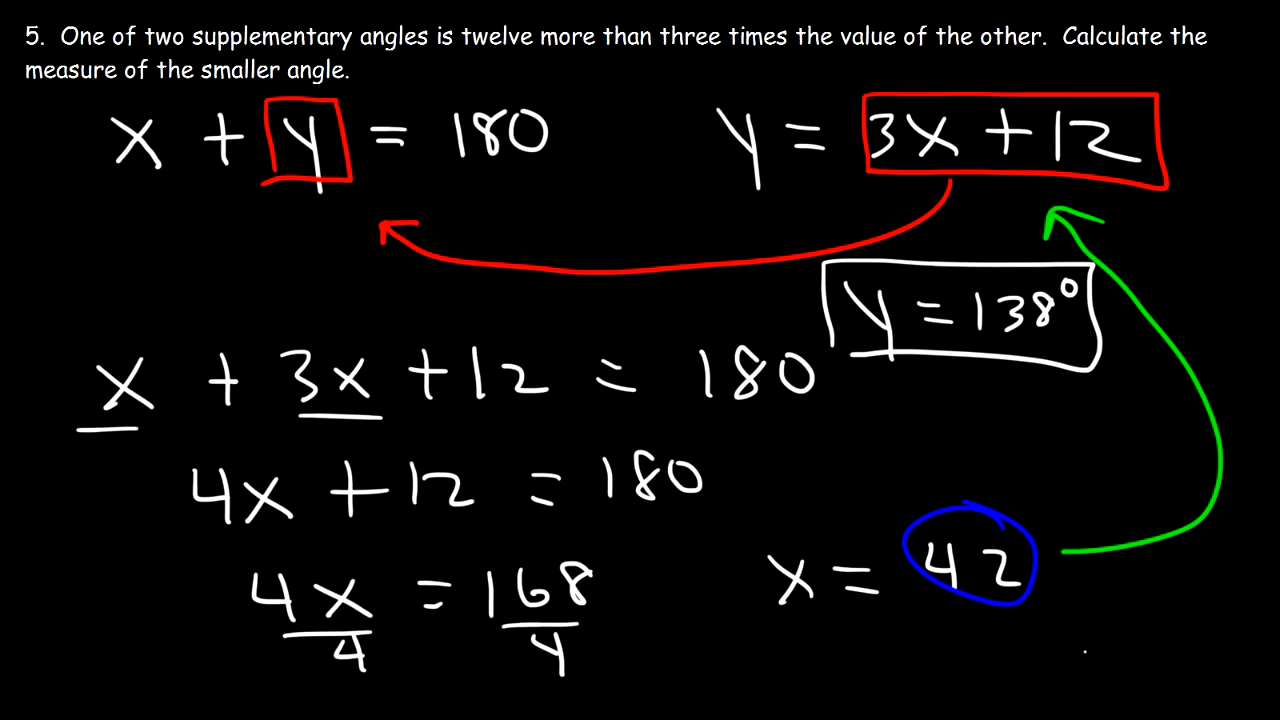 5. One of two supplementary angles is twelve more than three times the value of the other. Calculate the
measure of the smaller angle.
x + y = 180
y = 3x + 12
y = 138°
x + 3x + 12 = 180
4x + 12 = 180
4x = 168
4 4
x = 42